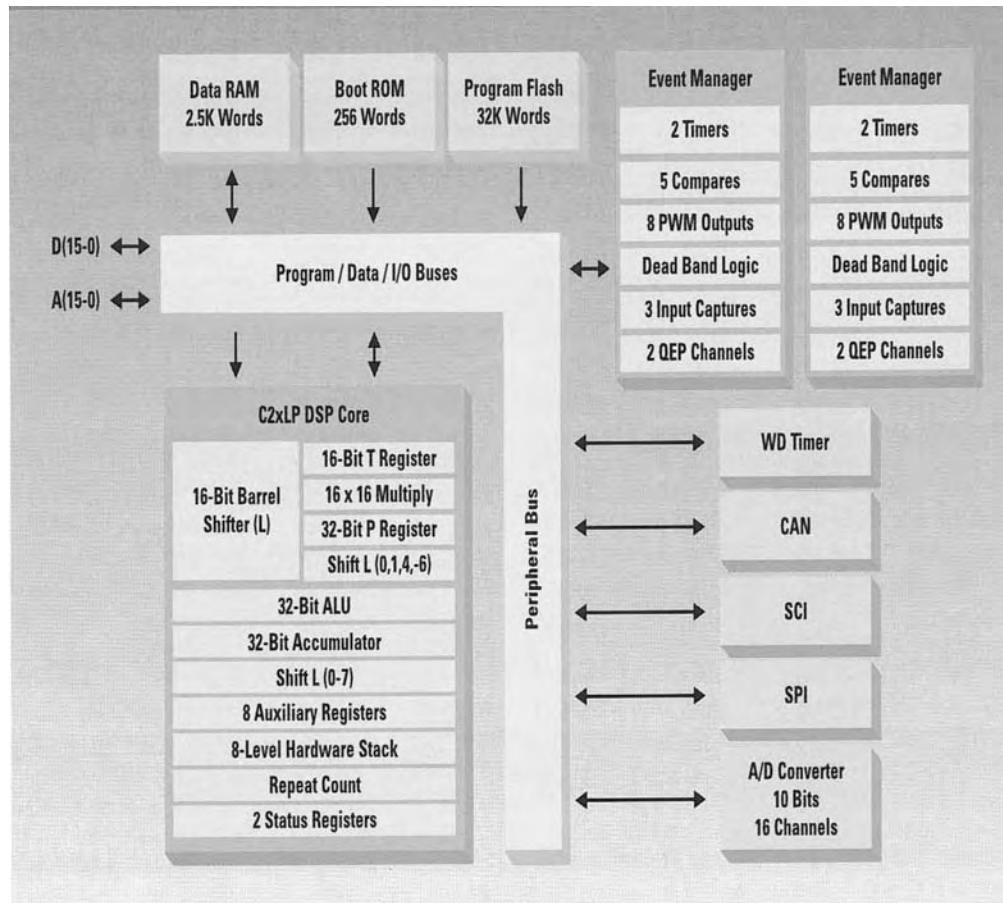 Data RAM
2.5K Words
Boot ROM
256 Words
Program Flash
32K Words
Event Manager
2 Timers
5 Compares
8 PWM Outputs
Dead Band Logic
3 Input Captures
2 QEP Channels
Event Manager
2 Timers
5 Compares
8 PWM Outputs
Dead Band Logic
3 Input Captures
2 QEP Channels
D(15-0)
A(15-0)
Program / Data / I/O Buses
Peripheral Bus
C2xLP DSP Core
16-Bit Barrel
Shifter (L)
16-Bit T Register
16 x 16 Multiply
32-Bit P Register
Shift L (0,1,4,-6)
32-Bit ALU
32-Bit Accumulator
Shift L (0-7)
8 Auxiliary Registers
8-Level Hardware Stack
Repeat Count
2 Status Registers
WD Timer
CAN
SCI
SPI
A/D Converter
10 Bits
16 Channels